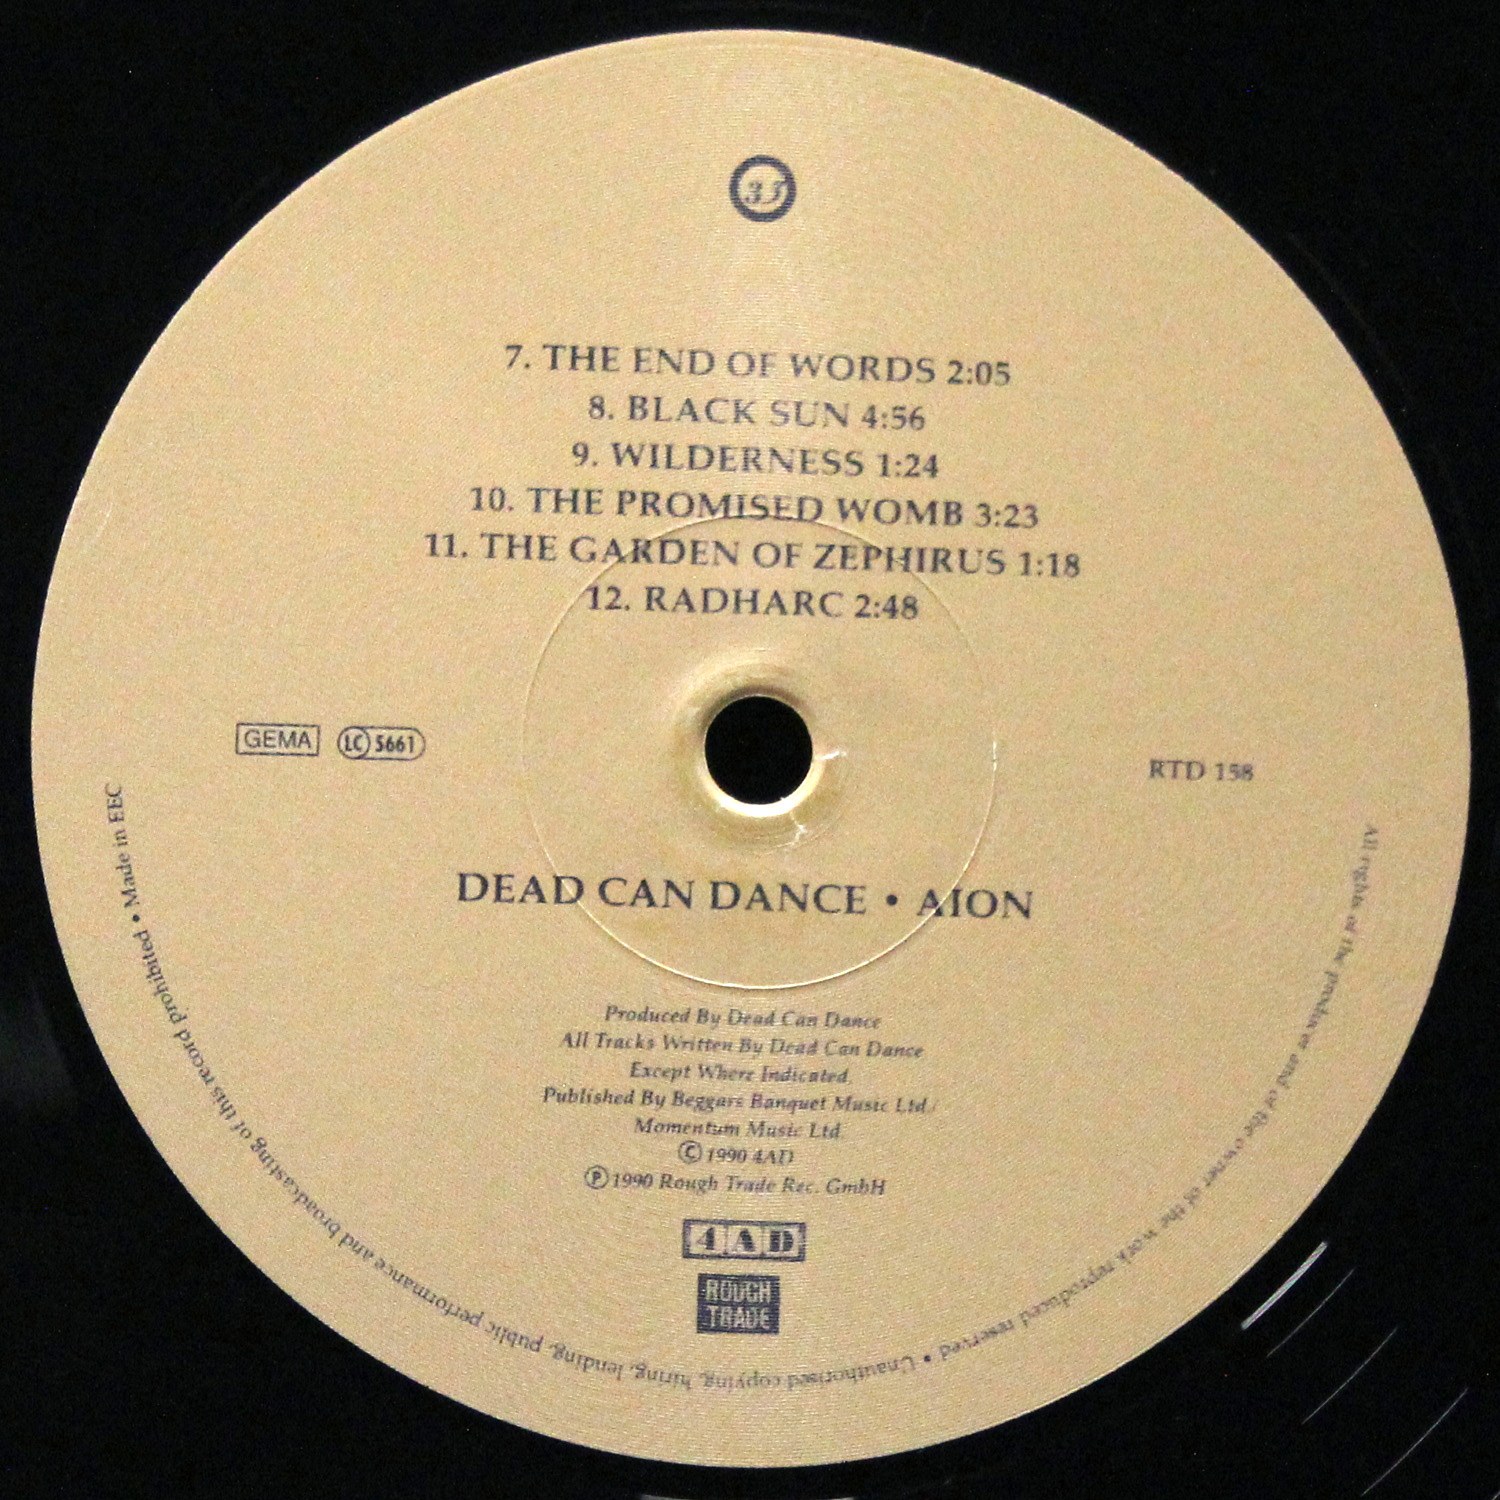 33
7. THE END OF WORDS 2:05
8. BLACK SUN 4:56
9. WILDERNESS 1:24
10. THE PROMISED WOMB 3:23
11. THE GARDEN OF ZEPHIRUS 1:18
12. RADHARC 2:48
GEMA LC 5661
RTD 158
DEAD CAN DANCE • AION
Produced By Dead Can Dance
All Tracks Written By Dead Can Dance
Except Where Indicated.
Published By Beggars Banquet Music Ltd./
Momentum Music Ltd.
© 1990 4AD
℗ 1990 Rough Trade Rec. GmbH
4AD
ROUGH
TRADE
All rights of the producer and of the owner of the work reproduced reserved • Unauthorised copying, hiring, lending, public performance and broadcasting of this record prohibited • Made in EEC